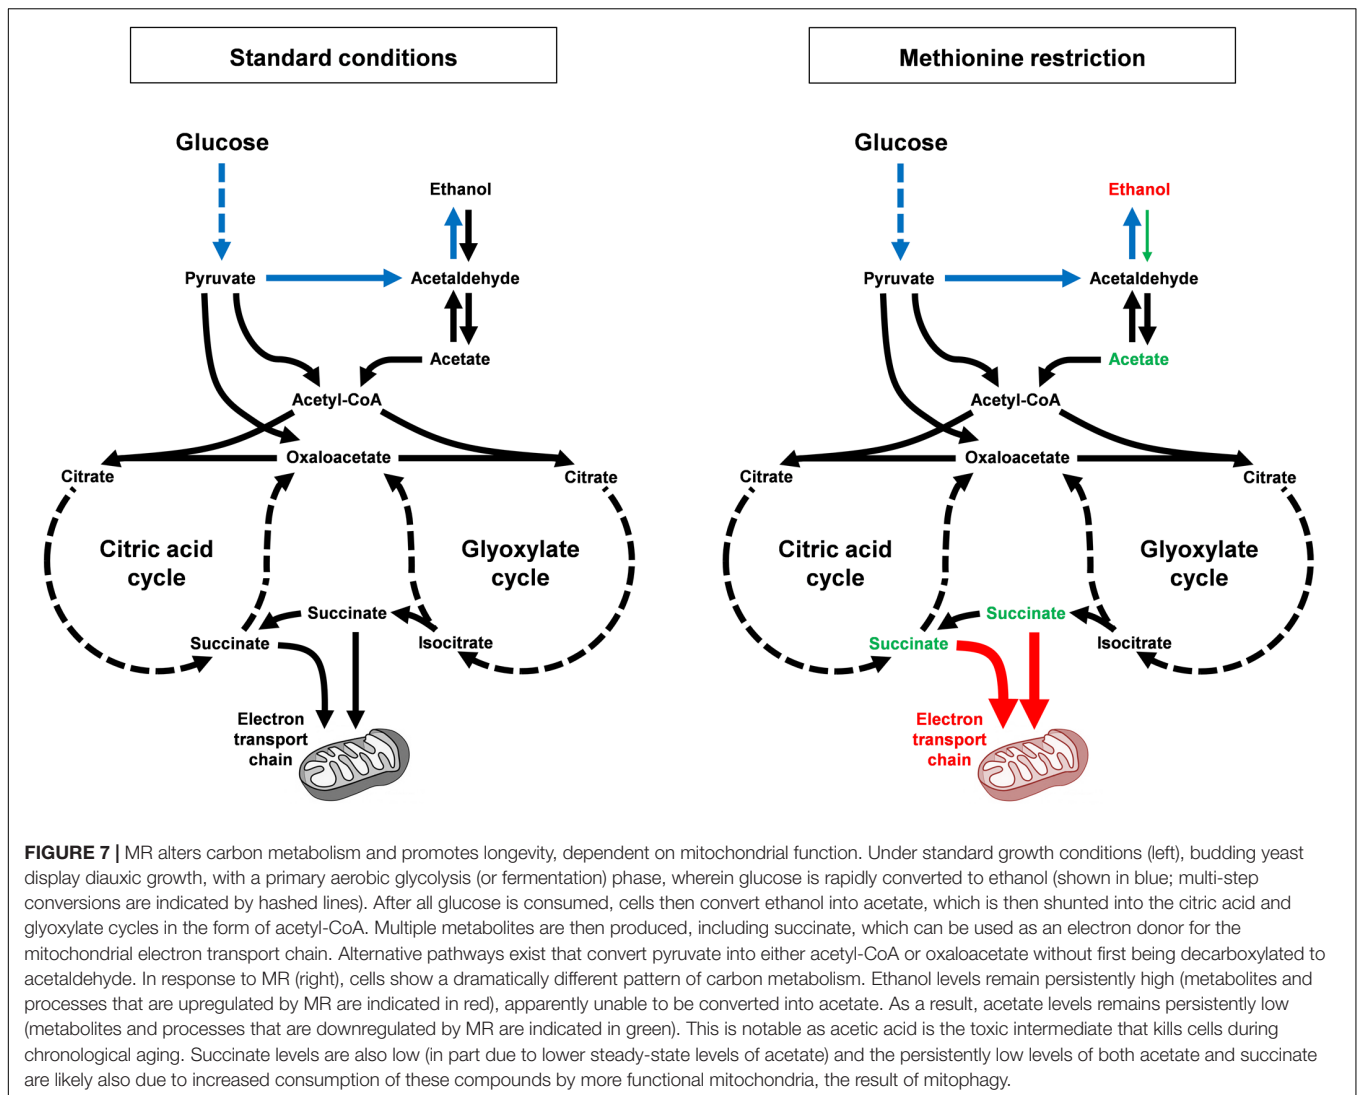 Standard conditions
Glucose
Ethanol
Pyruvate
Acetaldehyde
Acetate
Acetyl-CoA
Oxaloacetate
Citrate
Citrate
Citric acid
cycle
Glyoxylate
cycle
Succinate
Succinate
Isocitrate
Electron
transport
chain
Methionine restriction
Glucose
Ethanol
Pyruvate
Acetaldehyde
Acetate
Acetyl-CoA
Oxaloacetate
Citrate
Citrate
Citric acid
cycle
Glyoxylate
cycle
Succinate
Succinate
Isocitrate
Electron
transport
chain
FIGURE 7 | MR alters carbon metabolism and promotes longevity, dependent on mitochondrial function. Under standard growth conditions (left), budding yeast
display diauxic growth, with a primary aerobic glycolysis (or fermentation) phase, wherein glucose is rapidly converted to ethanol (shown in blue; multi-step
conversions are indicated by hashed lines). After all glucose is consumed, cells then convert ethanol into acetate, which is then shunted into the citric acid and
glyoxylate cycles in the form of acetyl-CoA. Multiple metabolites are then produced, including succinate, which can be used as an electron donor for the
mitochondrial electron transport chain. Alternative pathways exist that convert pyruvate into either acetyl-CoA or oxaloacetate without first being decarboxylated to
acetaldehyde. In response to MR (right), cells show a dramatically different pattern of carbon metabolism. Ethanol levels remain persistently high (metabolites and
processes that are upregulated by MR are indicated in red), apparently unable to be converted into acetate. As a result, acetate levels remains persistently low
(metabolites and processes that are downregulated by MR are indicated in green). This is notable as acetic acid is the toxic intermediate that kills cells during
chronological aging. Succinate levels are also low (in part due to lower steady-state levels of acetate) and the persistently low levels of both acetate and succinate
are likely also due to increased consumption of these compounds by more functional mitochondria, the result of mitophagy.